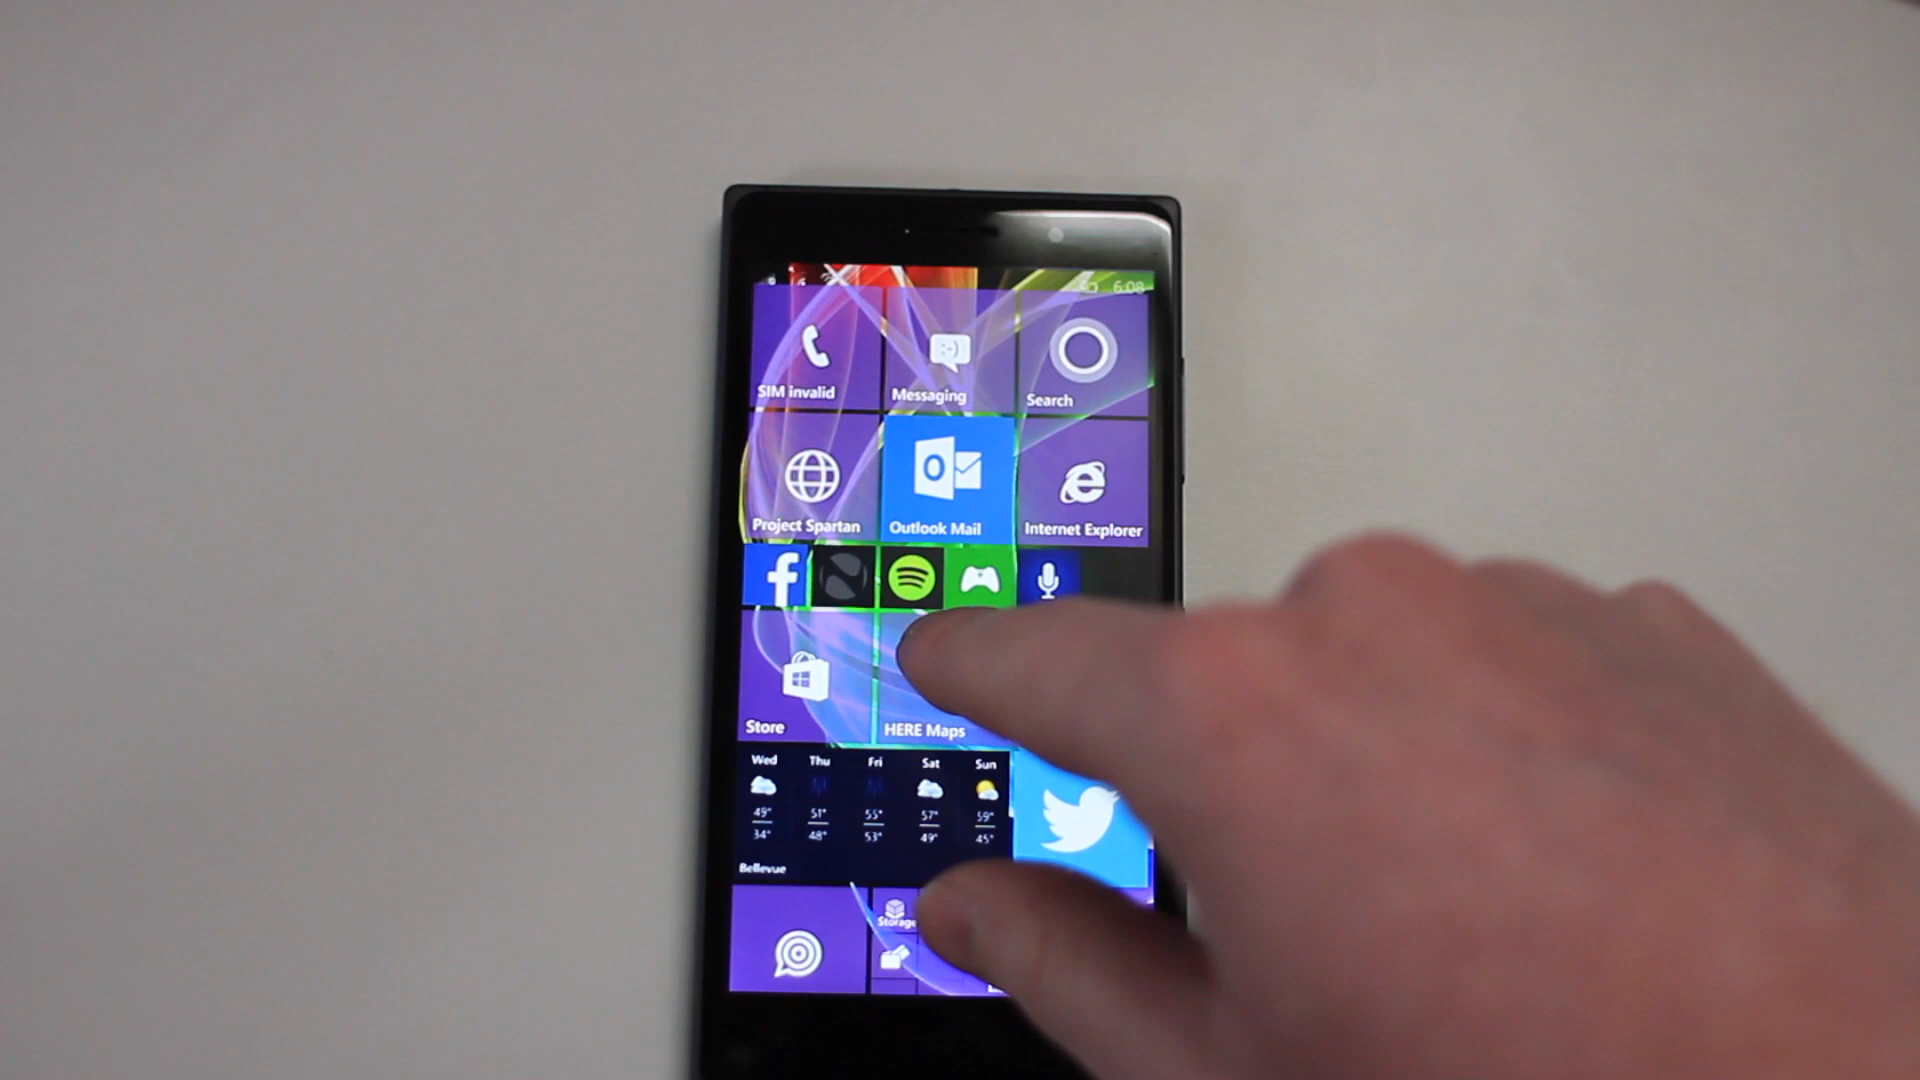 6:08
SIM invalid
Messaging
Search
Project Spartan
Outlook Mail
Internet Explorer
Store
HERE Maps
Wed Thu Fri Sat Sun
49° 51° 55° 57° 59°
34° 48° 53° 49° 45°
Bellevue
Storage